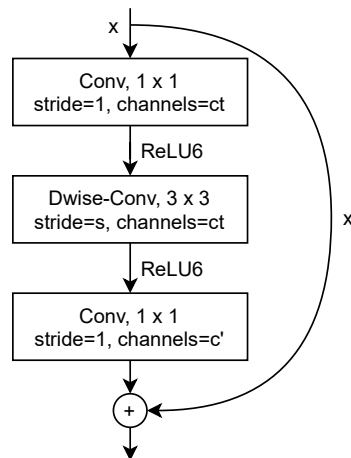 x
Conv, 1 x 1
stride=1, channels=ct
ReLU6
Dwise-Conv, 3 x 3
stride=s, channels=ct
x
ReLU6
Conv, 1 x 1
stride=1, channels=c'
+